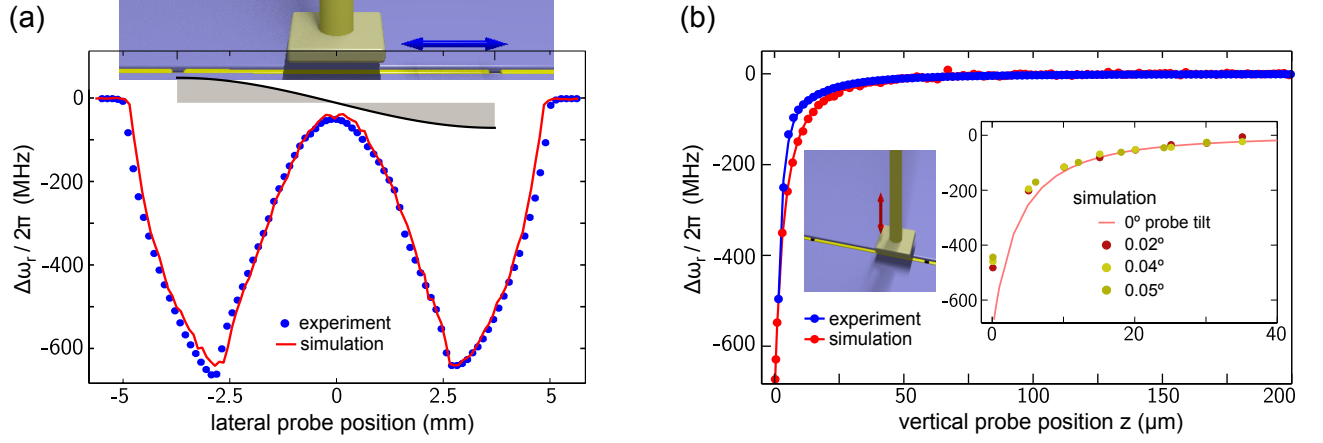 (a)
0
-200
-400
-600
Δωr / 2π (MHz)
experiment
simulation
-5
-2.5
0
2.5
5
lateral probe position (mm)
(b)
0
-200
-400
-600
Δωr / 2π (MHz)
experiment
simulation
0
50
100
150
200
vertical probe position z (μm)
0
-200
-400
-600
simulation
0º probe tilt
0.02º
0.04º
0.05º
0
20
40